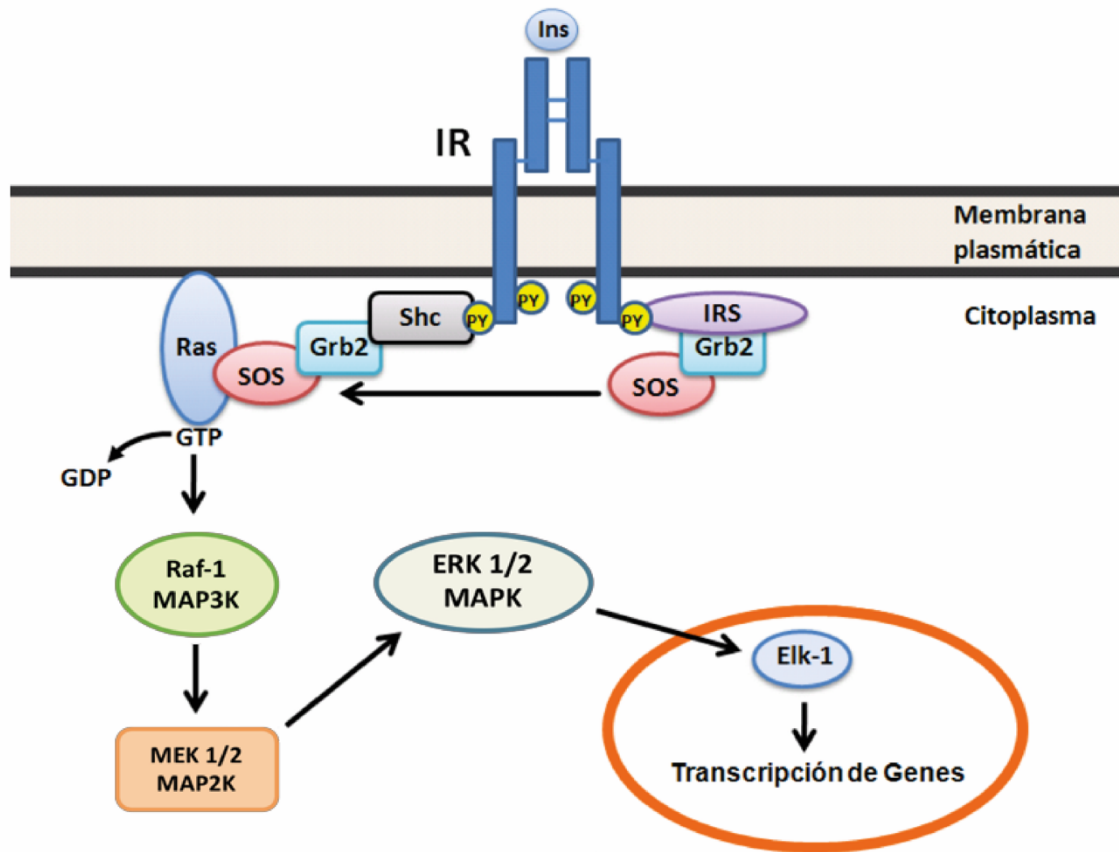 Ins
IR
Membrana
plasmática
Citoplasma
PY
PY
PY
PY
Shc
IRS
Grb2
Grb2
Ras
SOS
SOS
GTP
GDP
Raf-1
MAP3K
ERK 1/2
MAPK
MEK 1/2
MAP2K
Elk-1
Transcripción de Genes